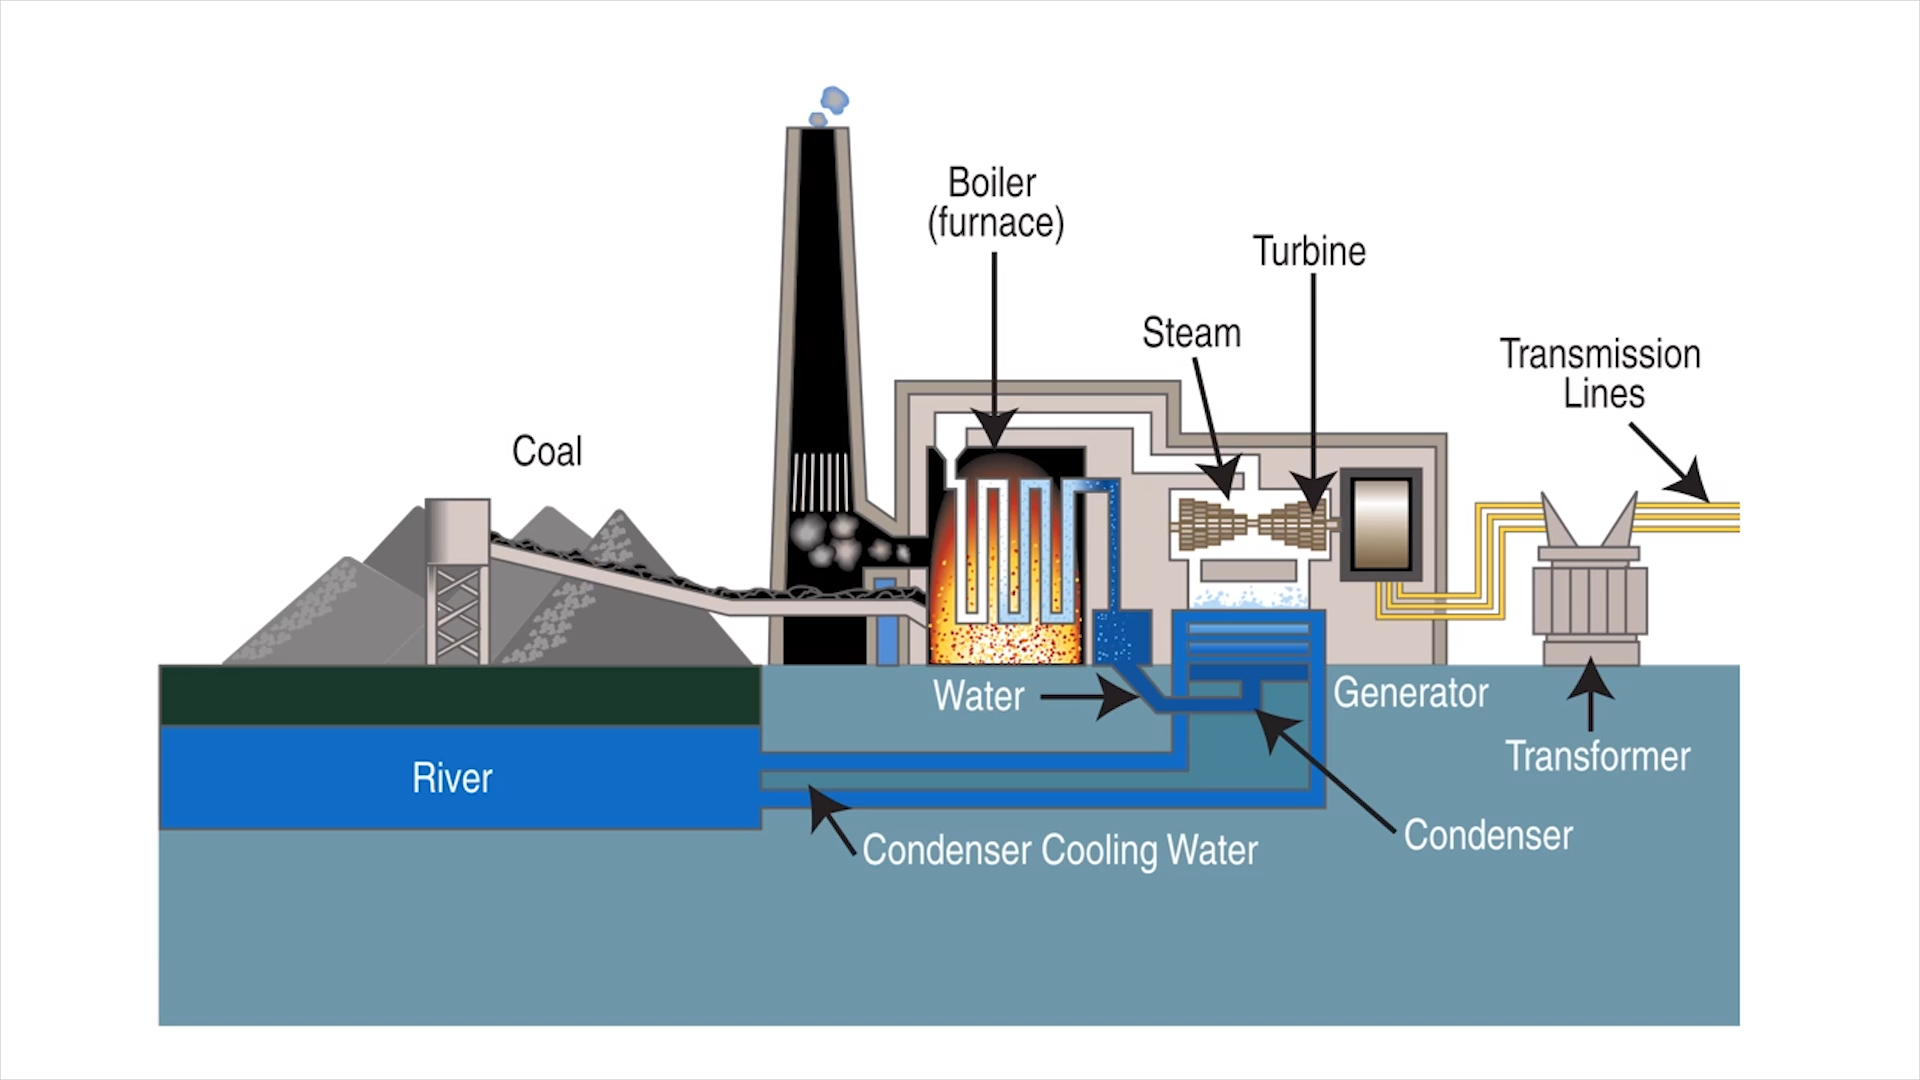 Boiler
(furnace)
Turbine
Steam
Transmission
Lines
Coal
Water
Generator
Transformer
River
Condenser
Condenser Cooling Water